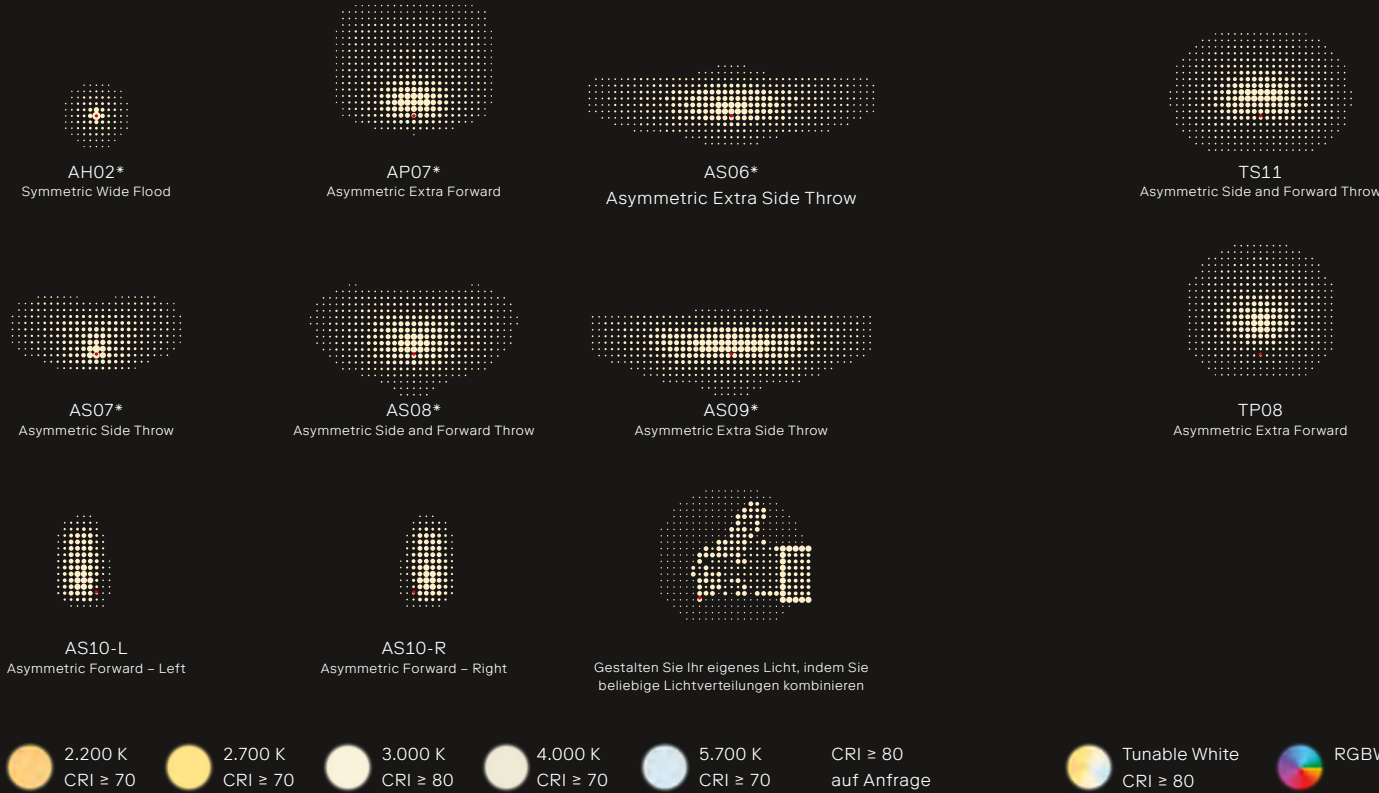 AH02*
Symmetric Wide Flood
AP07*
Asymmetric Extra Forward
AS06*
Asymmetric Extra Side Throw
TS11
Asymmetric Side and Forward Throw
AS07*
Asymmetric Side Throw
AS08*
Asymmetric Side and Forward Throw
AS09*
Asymmetric Extra Side Throw
TP08
Asymmetric Extra Forward
AS10-L
Asymmetric Forward – Left
AS10-R
Asymmetric Forward – Right
Gestalten Sie Ihr eigenes Licht, indem Sie
beliebige Lichtverteilungen kombinieren
2.200 K
CRI ≥ 70
2.700 K
CRI ≥ 70
3.000 K
CRI ≥ 80
4.000 K
CRI ≥ 70
5.700 K
CRI ≥ 70
CRI ≥ 80
auf Anfrage
Tunable White
CRI ≥ 80
RGBW